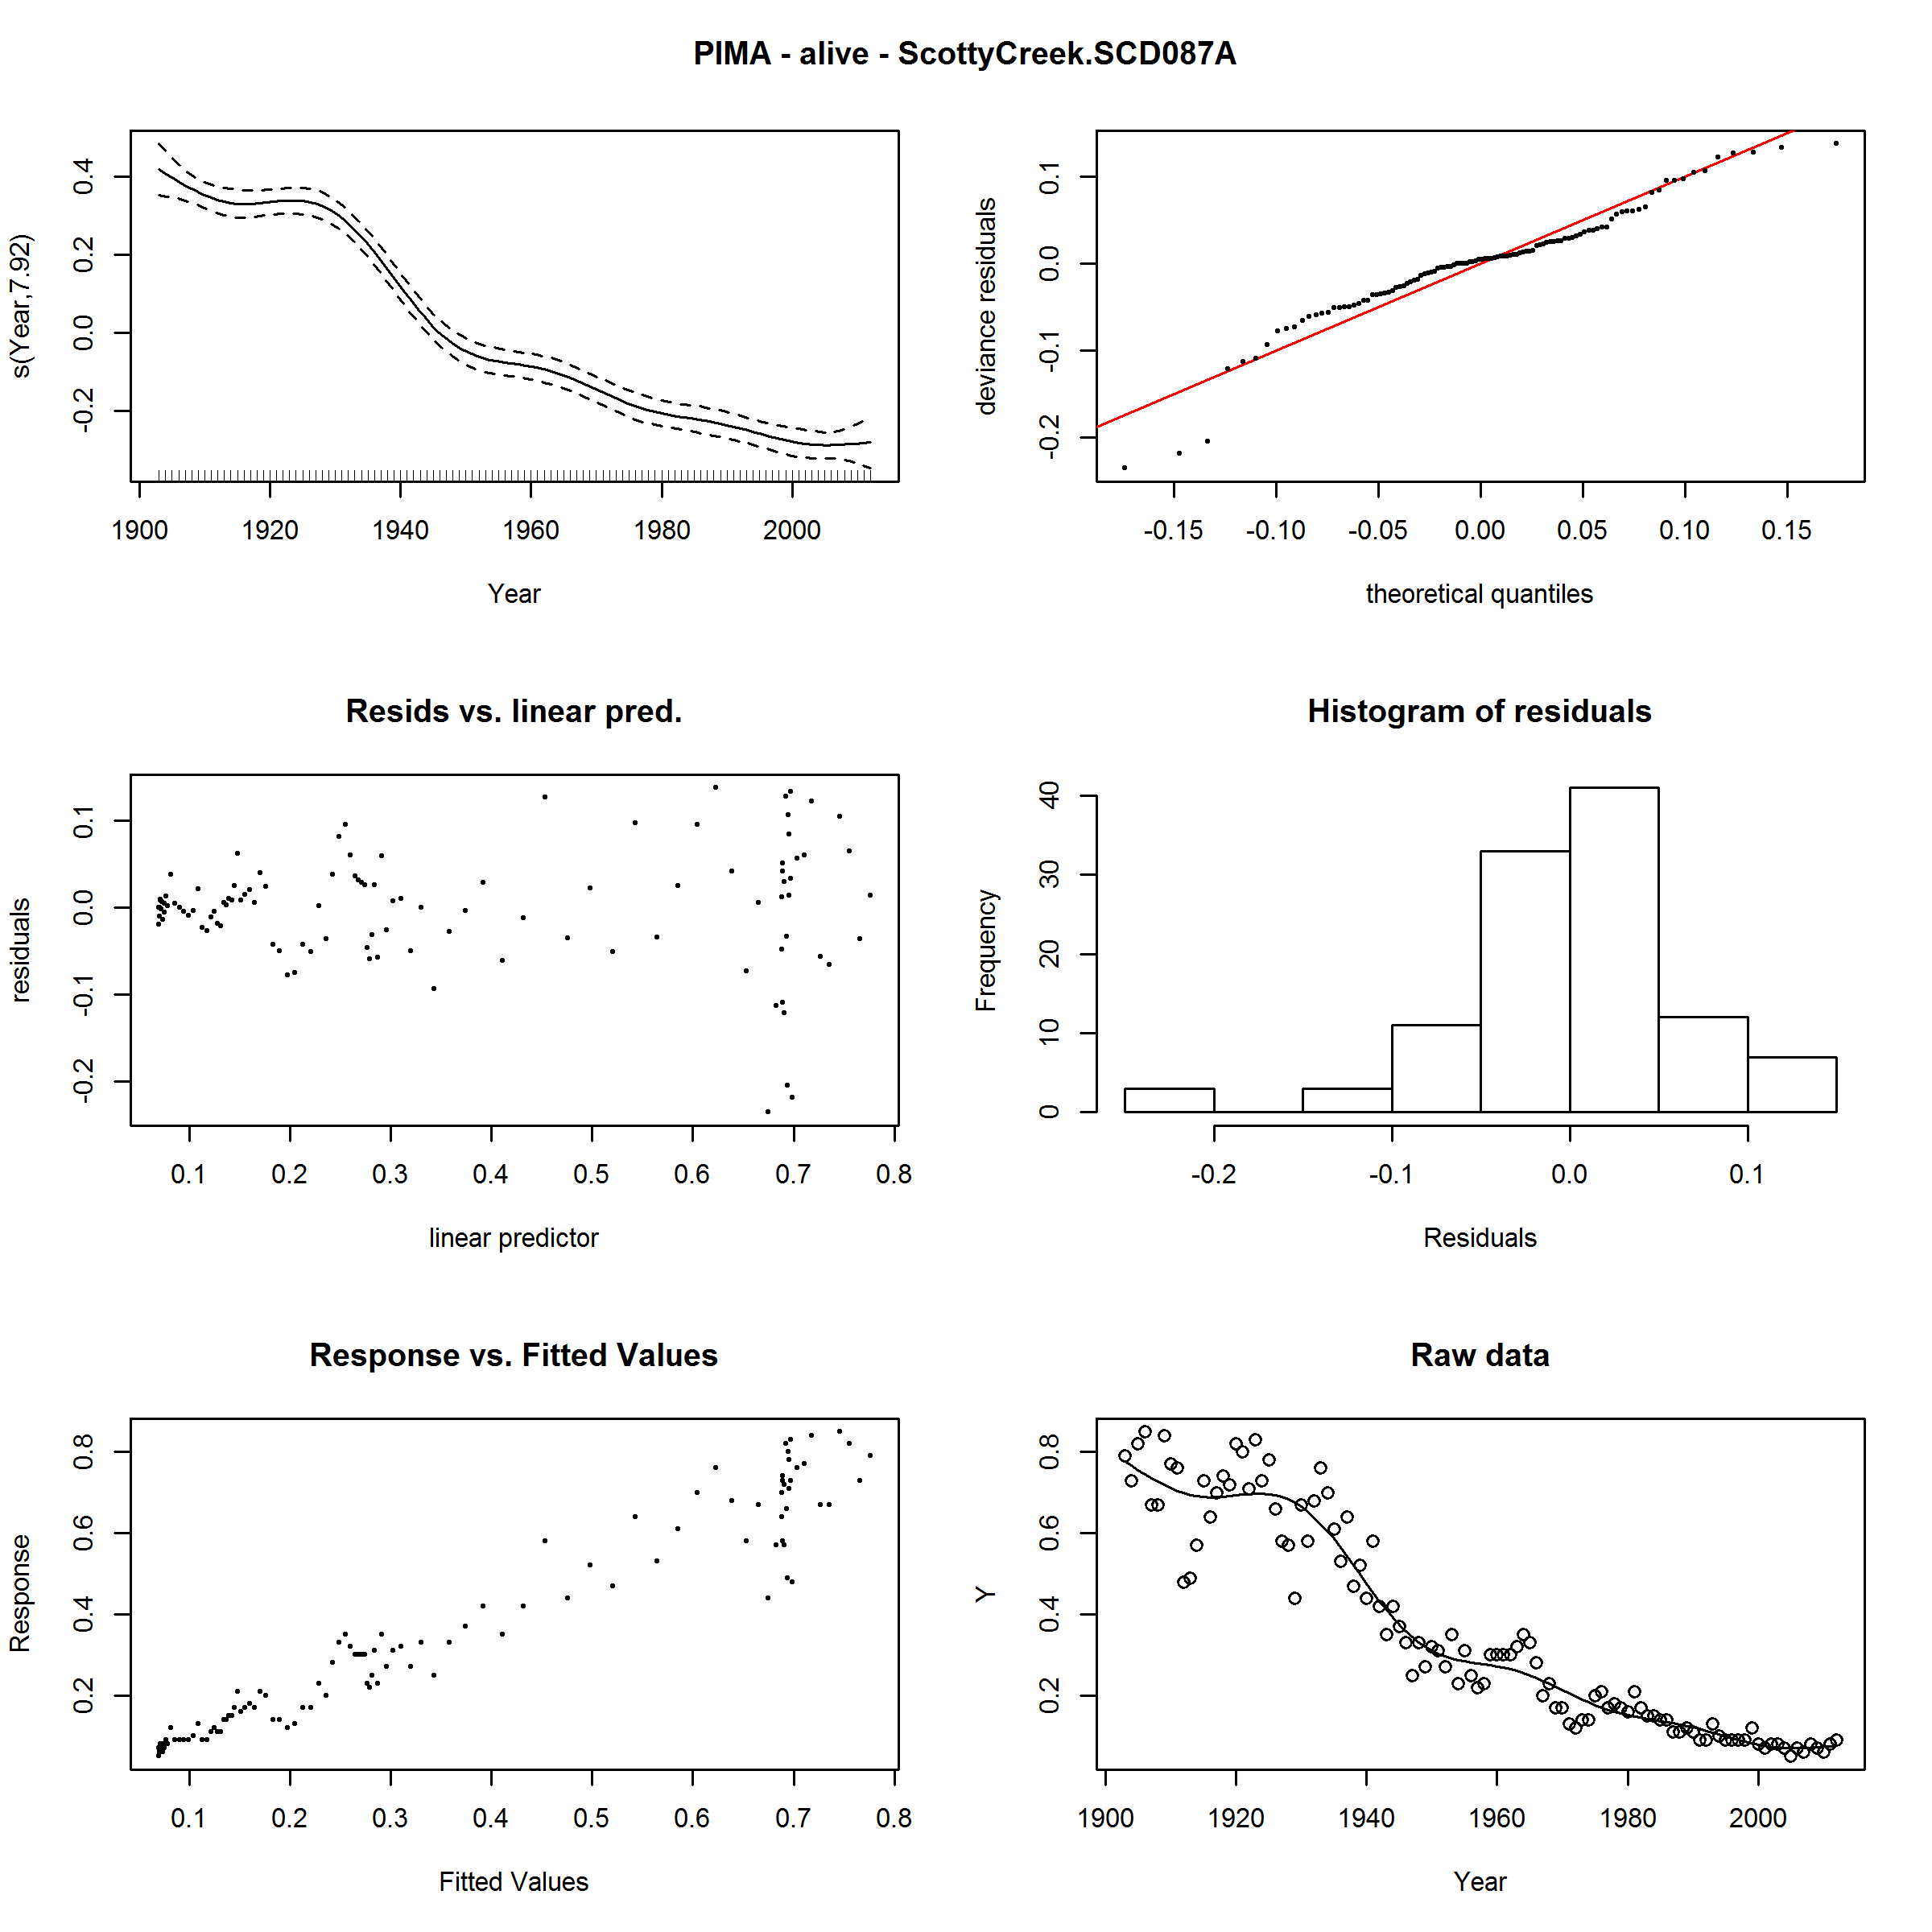 PIMA - alive - ScottyCreek.SCD087A
s(Year,7.92)
0.4
0.2
0.0
-0.2
1900 1920 1940 1960 1980 2000
Year
deviance residuals
0.1
0.0
-0.1
-0.2
-0.15 -0.10 -0.05 0.00 0.05 0.10 0.15
theoretical quantiles
Resids vs. linear pred.
residuals
0.1
0.0
-0.1
-0.2
0.1 0.2 0.3 0.4 0.5 0.6 0.7 0.8
linear predictor
Histogram of residuals
Frequency
40
30
20
10
0
-0.2 -0.1 0.0 0.1
Residuals
Response vs. Fitted Values
Response
0.8
0.6
0.4
0.2
0.1 0.2 0.3 0.4 0.5 0.6 0.7 0.8
Fitted Values
Raw data
Y
0.8
0.6
0.4
0.2
1900 1920 1940 1960 1980 2000
Year